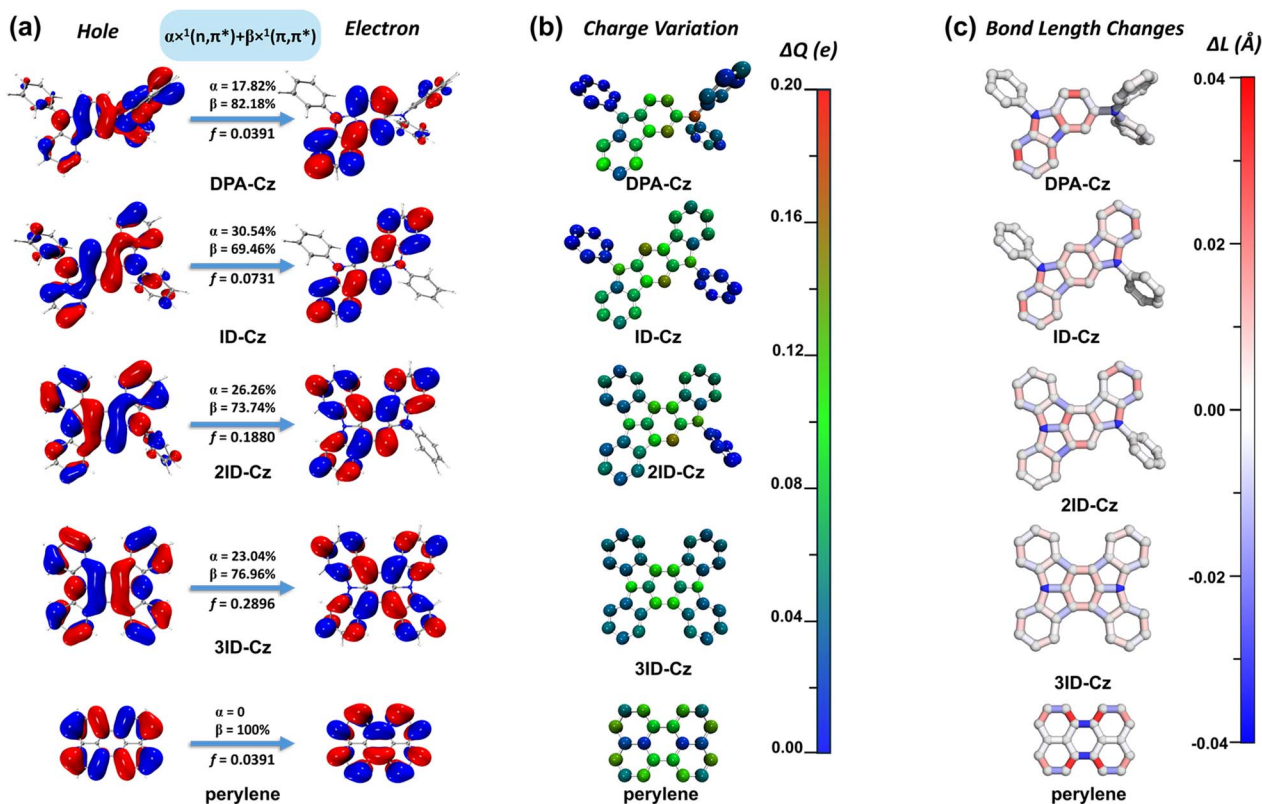 (a)
Hole
α×¹(n,π*)+β×¹(π,π*)
Electron
α = 17.82%
β = 82.18%
f = 0.0391
DPA-Cz
α = 30.54%
β = 69.46%
f = 0.0731
ID-Cz
α = 26.26%
β = 73.74%
f = 0.1880
2ID-Cz
α = 23.04%
β = 76.96%
f = 0.2896
3ID-Cz
α = 0
β = 100%
f = 0.0391
perylene
(b)
Charge Variation
ΔQ (e)
DPA-Cz
ID-Cz
2ID-Cz
3ID-Cz
perylene
0.20
0.16
0.12
0.08
0.04
0.00
(c)
Bond Length Changes
ΔL (Å)
DPA-Cz
ID-Cz
2ID-Cz
3ID-Cz
perylene
0.04
0.02
0.00
-0.02
-0.04